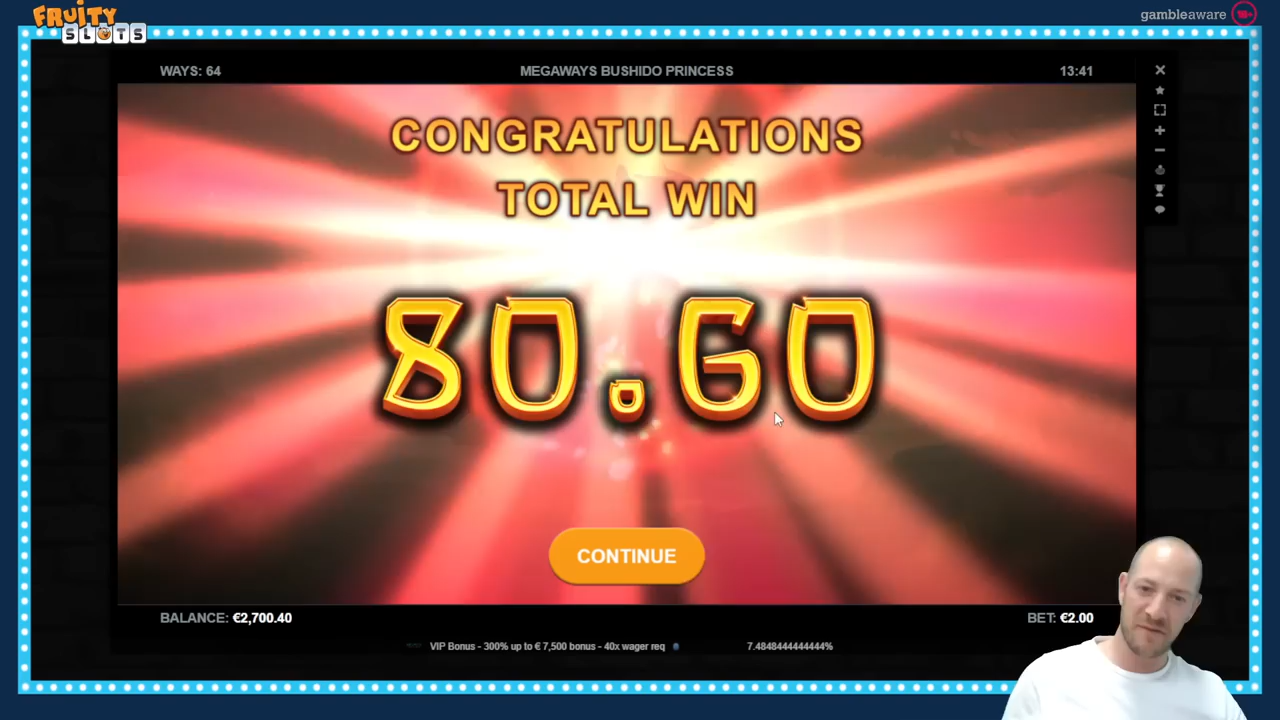 FRUiTY
SLOTS
gambleaware 18+
WAYS: 64
MEGAWAYS BUSHIDO PRINCESS
13:41
CONGRATULATIONS
TOTAL WIN
80.60
CONTINUE
BALANCE: €2,700.40
BET: €2.00
VIP Bonus - 300% up to € 7,500 bonus - 40x wager req
7.4848444444444%